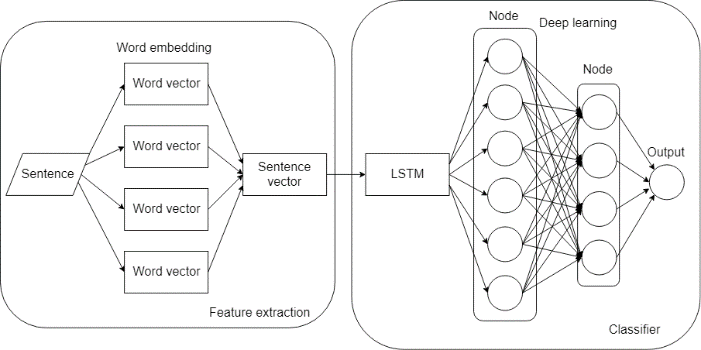 Word embedding
Sentence
Word vector
Word vector
Word vector
Word vector
Sentence
vector
Feature extraction
LSTM
Node
Deep learning
Node
Output
Classifier